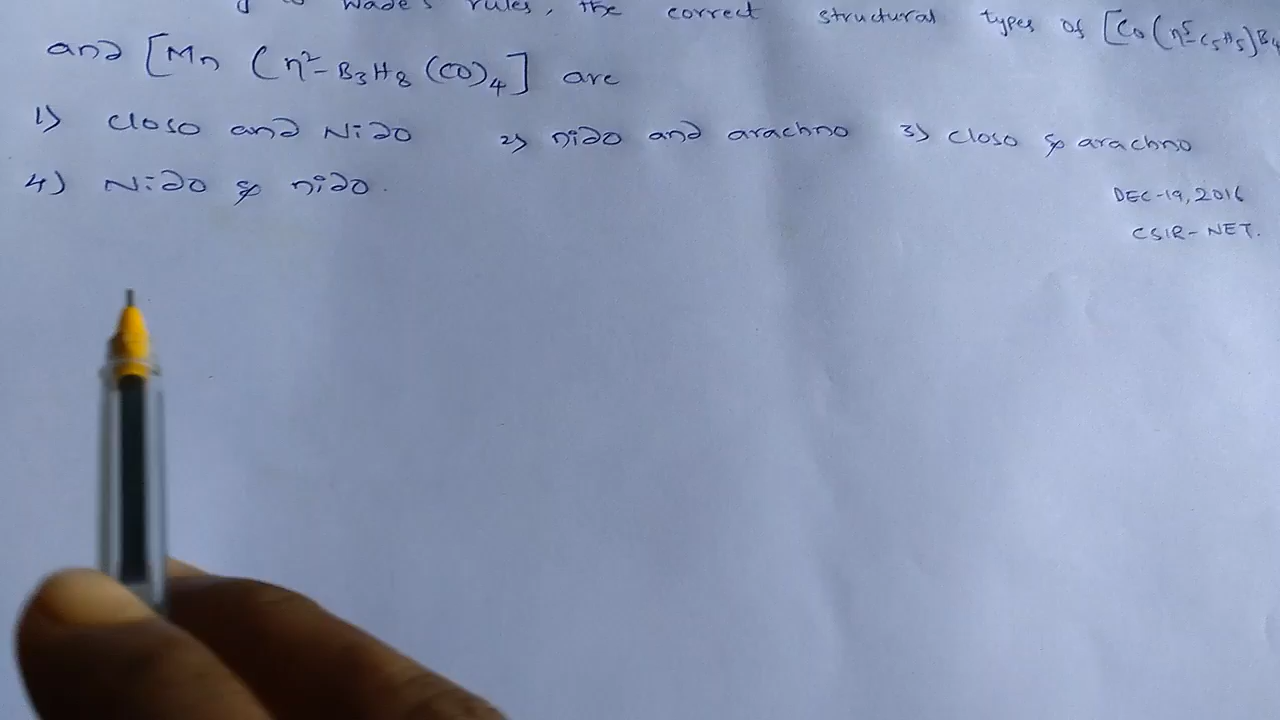 Wade's rules, the correct structural types of [Co(η⁵-C₅H₅)B₄
and [Mn (η²-B₃H₈ (CO)₄] are
1) closo and Nido 2) nido and arachno 3) closo & arachno
4) Nido & nido.
DEC-19, 2016
CSIR-NET.